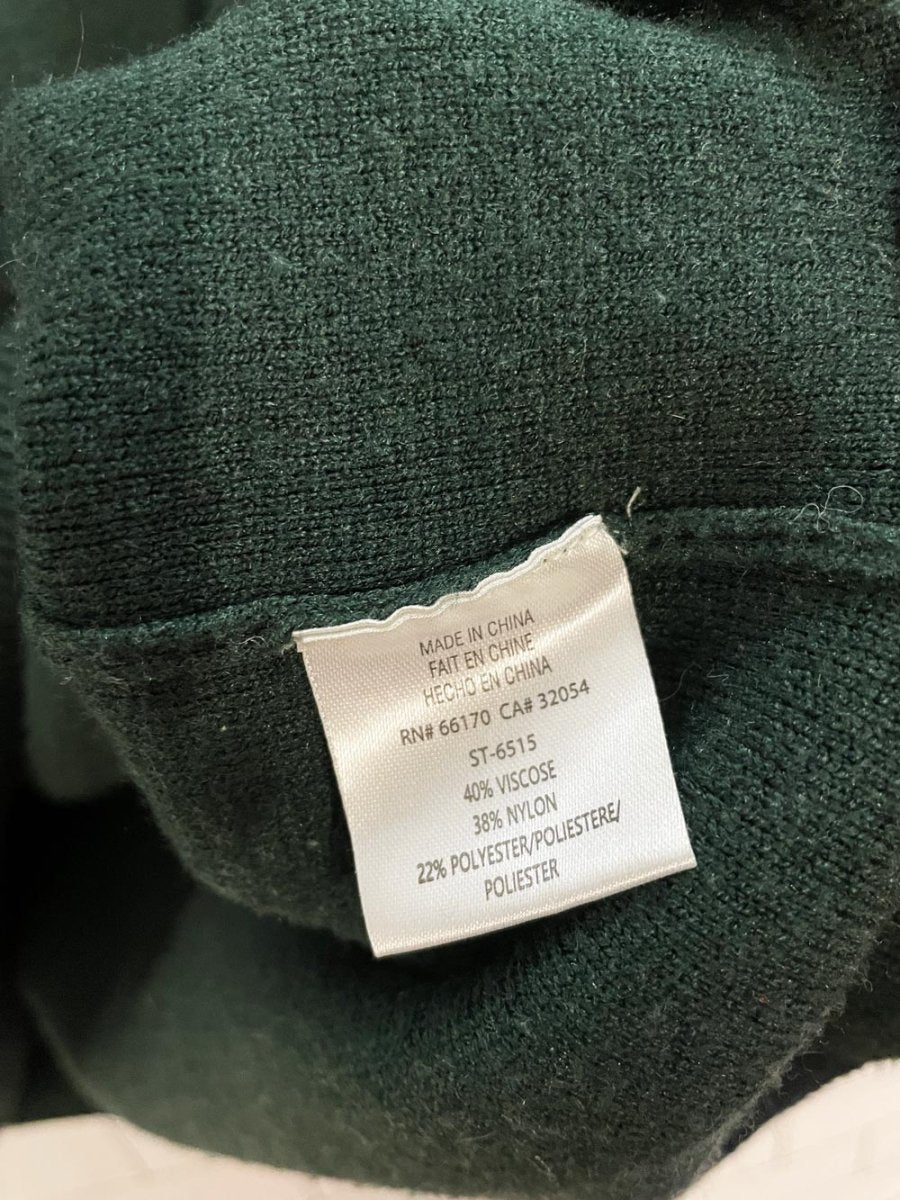 MADE IN CHINA
FAIT EN CHINE
HECHO EN CHINA
RN# 66170 CA# 32054
ST-6515
40% VISCOSE
38% NYLON
22% POLYESTER/POLIESTERE/
POLIESTER